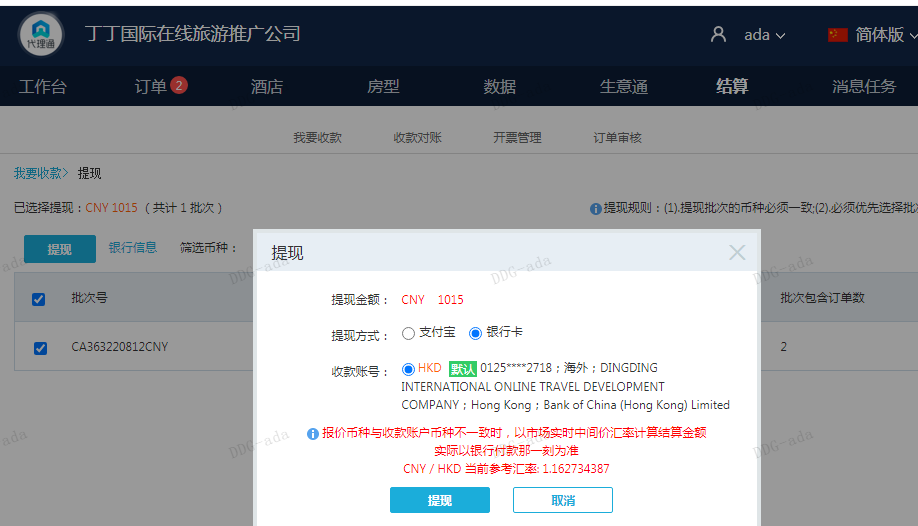 代理通
丁丁国际在线旅游推广公司
ada
简体版
工作台 订单 2 酒店 房型 数据 生意通 结算 消息任务
我要收款 收款对账 开票管理 订单审核
我要收款> 提现
已选择提现：CNY 1015 （共计 1 批次）
提现规则：(1).提现批次的币种必须一致;(2).必须优先选择批
提现 银行信息 筛选币种：
提现
批次号
批次包含订单数
提现金额： CNY 1015
提现方式： 支付宝 银行卡
CA363220812CNY
2
收款账号： HKD 默认 0125****2718；海外；DINGDING
INTERNATIONAL ONLINE TRAVEL DEVELOPMENT
COMPANY；Hong Kong；Bank of China (Hong Kong) Limited
报价币种与收款账户币种不一致时，以市场实时中间价汇率计算结算金额
实际以银行付款那一刻为准
CNY / HKD 当前参考汇率: 1.162734387
提现 取消
DDG-ada
DDG-ada
DDG-ada
DDG-ada
DDG-ada